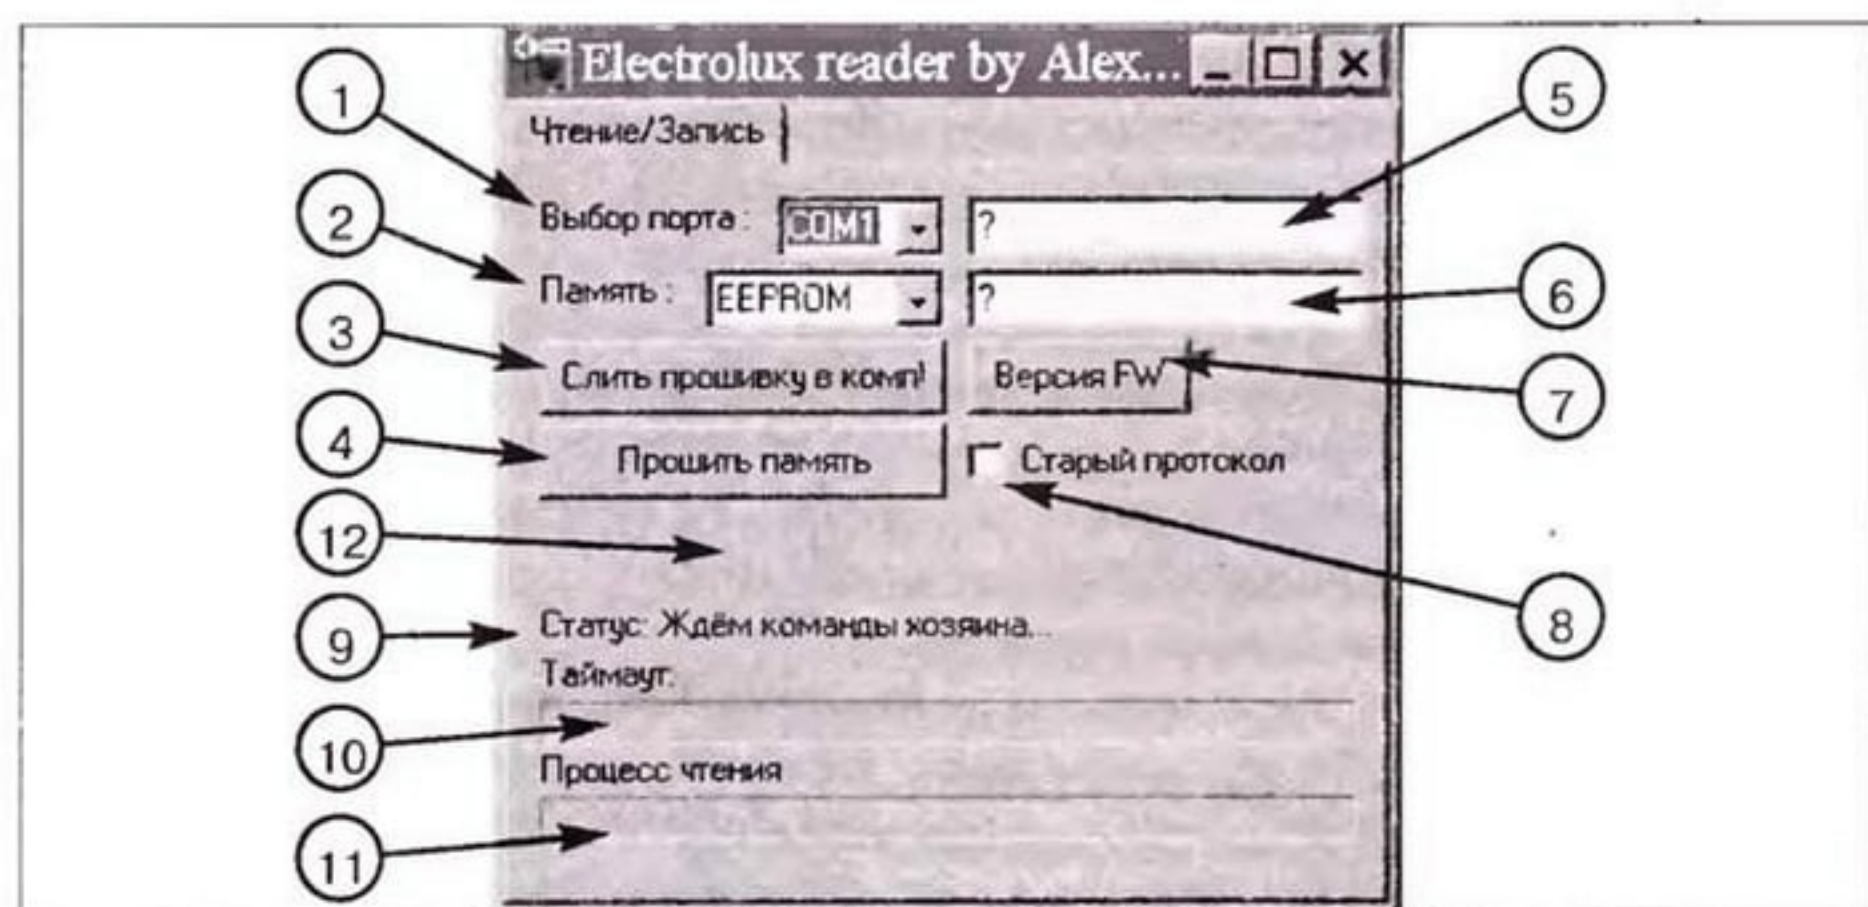 Electrolux reader by Alex...
Чтение/Запись
1
Выбор порта : COM1 ?
5
2
Память : EEPROM ?
6
3
Слить прошивку в комп!
Версия FW
7
4
Прошить память
Старый протокол
8
12
9
Статус: Ждём команды хозяина...
Таймаут:
10
Процесс чтения
11